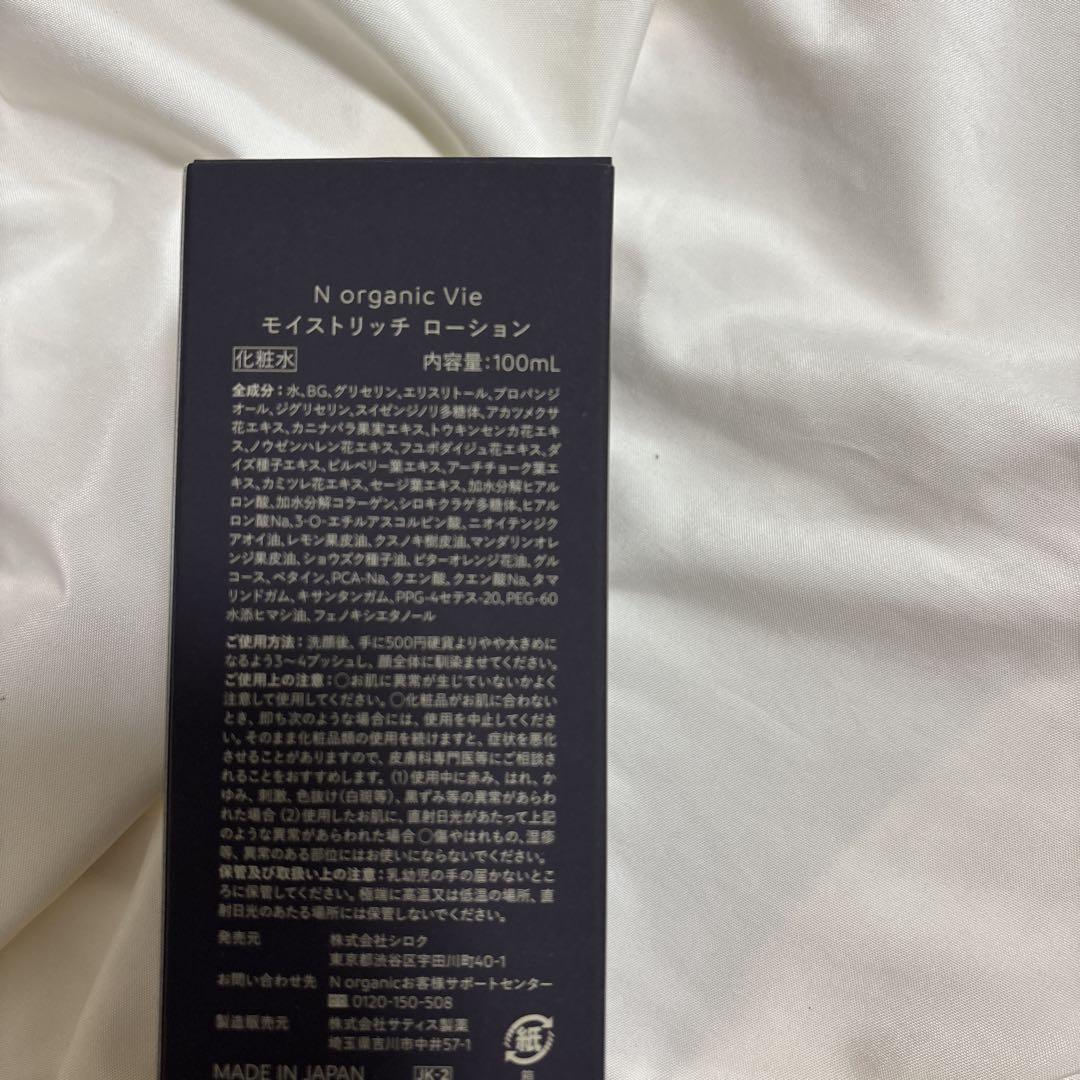 N organic Vie
モイストリッチ ローション
化粧水 内容量:100mL
全成分:水、BG、グリセリン、エリスリトール、プロパンジ
オール、ジグリセリン、スイゼンジノリ多糖体、アカツメクサ
花エキス、カニナバラ果実エキス、トウキンセンカ花エキ
ス、ノウゼンハレン花エキス、フユボダイジュ花エキス、ダ
イズ種子エキス、ビルベリー葉エキス、アーチチョーク葉エ
キス、カミツレ花エキス、セージ葉エキス、加水分解ヒアル
ロン酸、加水分解コラーゲン、シロキクラゲ多糖体、ヒアル
ロン酸Na、3-O-エチルアスコルビン酸、ニオイテンジク
アオイ油、レモン果皮油、クスノキ樹皮油、マンダリンオレ
ンジ果皮油、ショウズク種子油、ビターオレンジ花油、グル
コース、ベタイン、PCA-Na、クエン酸、クエン酸Na、タマ
リンドガム、キサンタンガム、PPG-4セテス-20、PEG-60
水添ヒマシ油、フェノキシエタノール
ご使用方法:洗顔後、手に500円硬貨よりやや大きめに
なるよう3〜4プッシュし、顔全体に馴染ませてください。
ご使用上の注意:○お肌に異常が生じていないかよく
注意して使用してください。○化粧品がお肌に合わない
とき、即ち次のような場合には、使用を中止してくださ
い。そのまま化粧品類の使用を続けますと、症状を悪化
させることがありますので、皮膚科専門医等にご相談さ
れることをおすすめします。(1)使用中に赤み、はれ、か
ゆみ、刺激、色抜け(白斑等)、黒ずみ等の異常があらわ
れた場合(2)使用したお肌に、直射日光があたって上記
のような異常があらわれた場合○傷やはれもの、湿疹
等、異常のある部位にはお使いにならないでください。
保管及び取扱い上の注意:乳幼児の手の届かないとこ
ろに保管してください。極端に高温又は低温の場所、直
射日光のあたる場所には保管しないでください。
発売元 株式会社シロク
東京都渋谷区宇田川町40-1
お問い合わせ先 N organicお客様サポートセンター
0120-150-508
製造販売元 株式会社サティス製薬
埼玉県吉川市中井57-1
紙
箱
MADE IN JAPAN JK-2